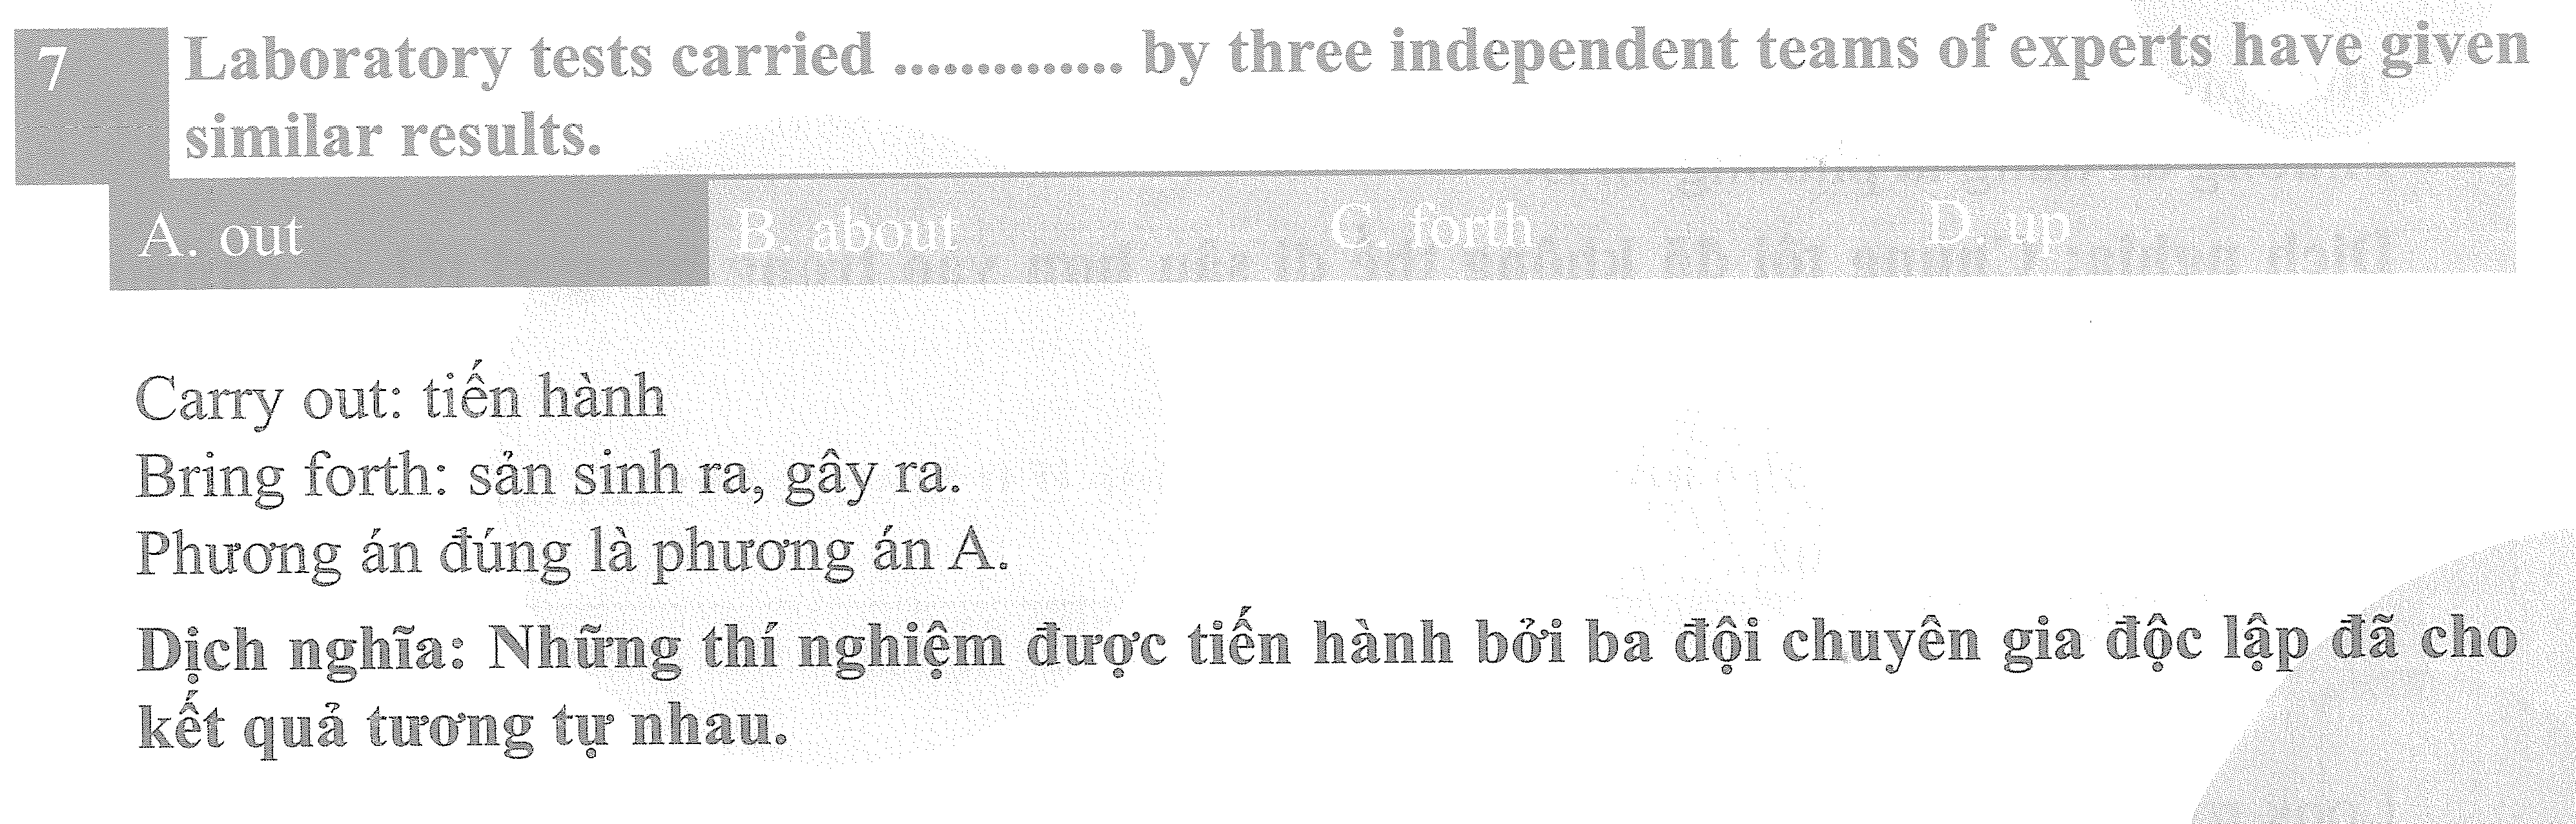 7 Laboratory tests carried .............. by three independent teams of experts have given
similar results.
A. out B. about C. forth D. up
Carry out: tiến hành
Bring forth: sản sinh ra, gây ra.
Phương án đúng là phương án A.
Dịch nghĩa: Những thí nghiệm được tiến hành bởi ba đội chuyên gia độc lập đã cho
kết quả tương tự nhau.